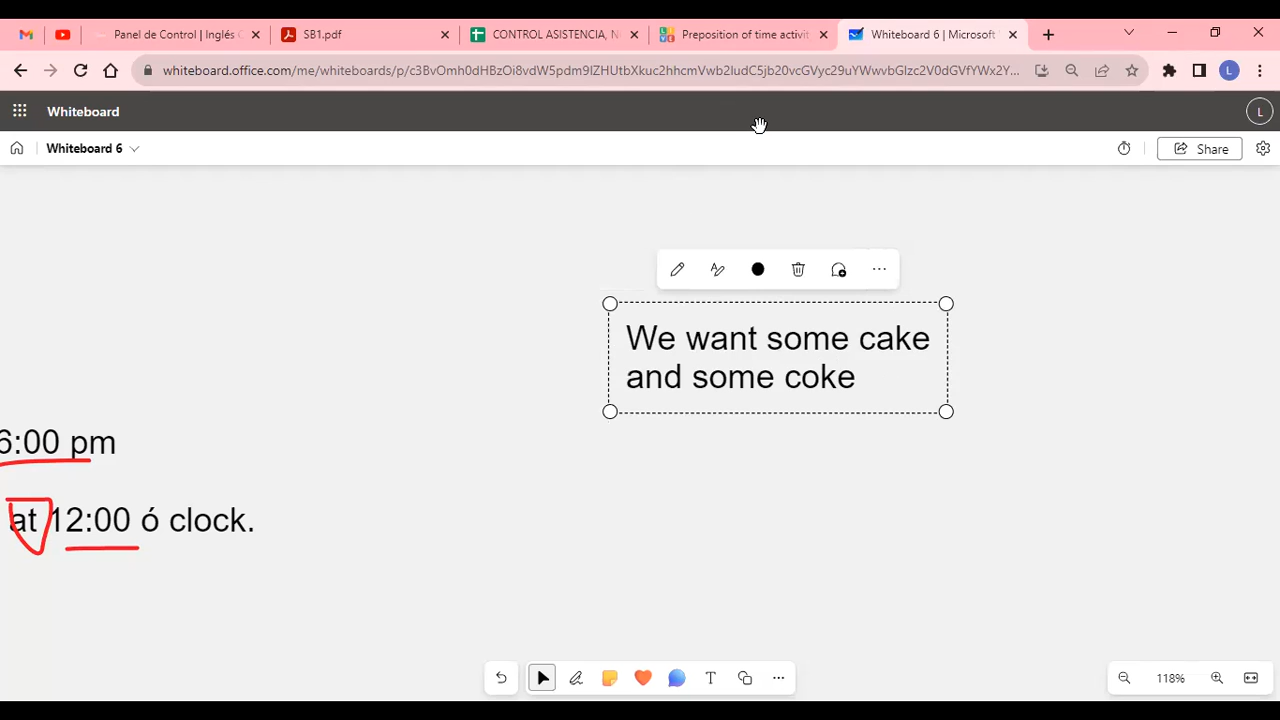 Panel de Control | Inglés
SB1.pdf
CONTROL ASISTENCIA, N
Preposition of time activit
Whiteboard 6 | Microsoft
whiteboard.office.com/me/whiteboards/p/
Whiteboard
L
Whiteboard 6
Share
We want some cake
and some coke
6:00 pm
at 12:00 ó clock.
118%